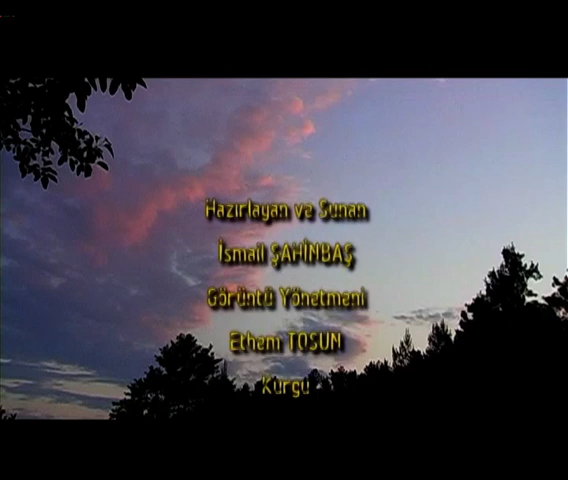 Hazırlayan ve Sunan
İsmail ŞAHİNBAŞ
Görüntü Yönetmeni
Ethem TOSUN
Kurgu